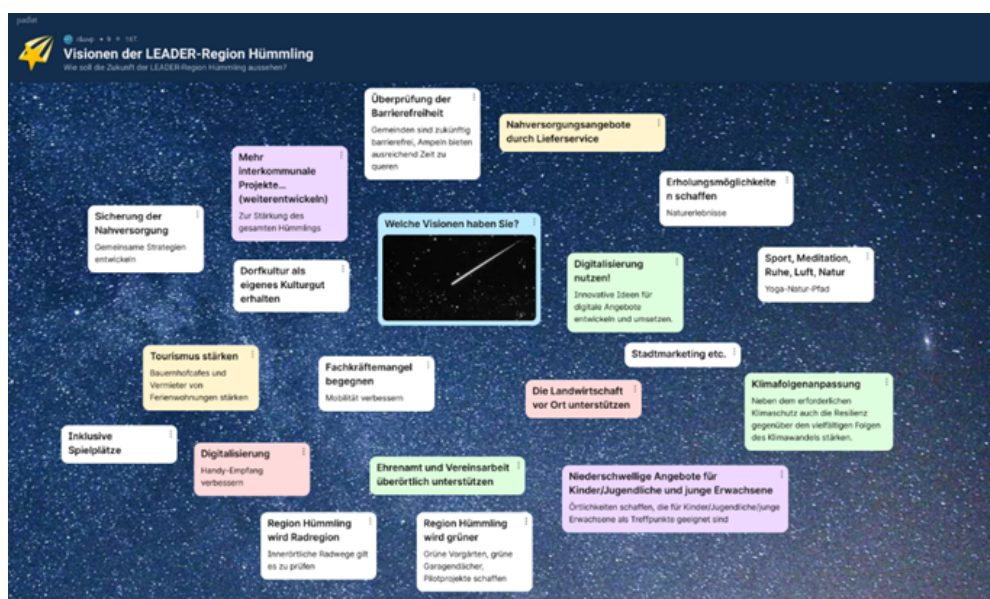 padlet
Visionen der LEADER-Region Hümmling
Wie soll die Zukunft der LEADER-Region Hümmling aussehen?
Überprüfung der
Barrierefreiheit
Gemeinden sind zukünftig
barrierefrei, Ampeln bieten
ausreichend Zeit zu
queren
Nahversorgungsangebote
durch Lieferservice
Mehr
interkommunale
Projekte...
(weiterentwickeln)
Zur Stärkung des
gesamten Hümmlings
Erholungsmöglichkeite
n schaffen
Naturerlebnisse
Sicherung der
Nahversorgung
Gemeinsame Strategien
entwickeln
Welche Visionen haben Sie?
Dorfkultur als
eigenes Kulturgut
erhalten
Digitalisierung
nutzen!
Innovative Ideen für
digitale Angebote
entwickeln und umsetzen.
Sport, Meditation,
Ruhe, Luft, Natur
Yoga-Natur-Pfad
Tourismus stärken
Bauernhofcafes und
Vermieter von
Ferienwohnungen stärken
Fachkräftemangel
begegnen
Mobilität verbessern
Stadtmarketing etc.
Die Landwirtschaft
vor Ort unterstützen
Klimafolgenanpassung
Neben dem erforderlichen
Klimaschutz auch die Resilienz
gegenüber den vielfältigen Folgen
des Klimawandels stärken.
Inklusive
Spielplätze
Digitalisierung
Handy-Empfang
verbessern
Ehrenamt und Vereinsarbeit
überörtlich unterstützen
Niederschwellige Angebote für
Kinder/Jugendliche und junge Erwachsene
Örtlichkeiten schaffen, die für Kinder/Jugendliche/junge
Erwachsene als Treffpunkte geeignet sind
Region Hümmling
wird Radregion
Innerörtliche Radwege gilt
es zu prüfen
Region Hümmling
wird grüner
Grüne Vorgärten, grüne
Garagendächer,
Pilotprojekte schaffen